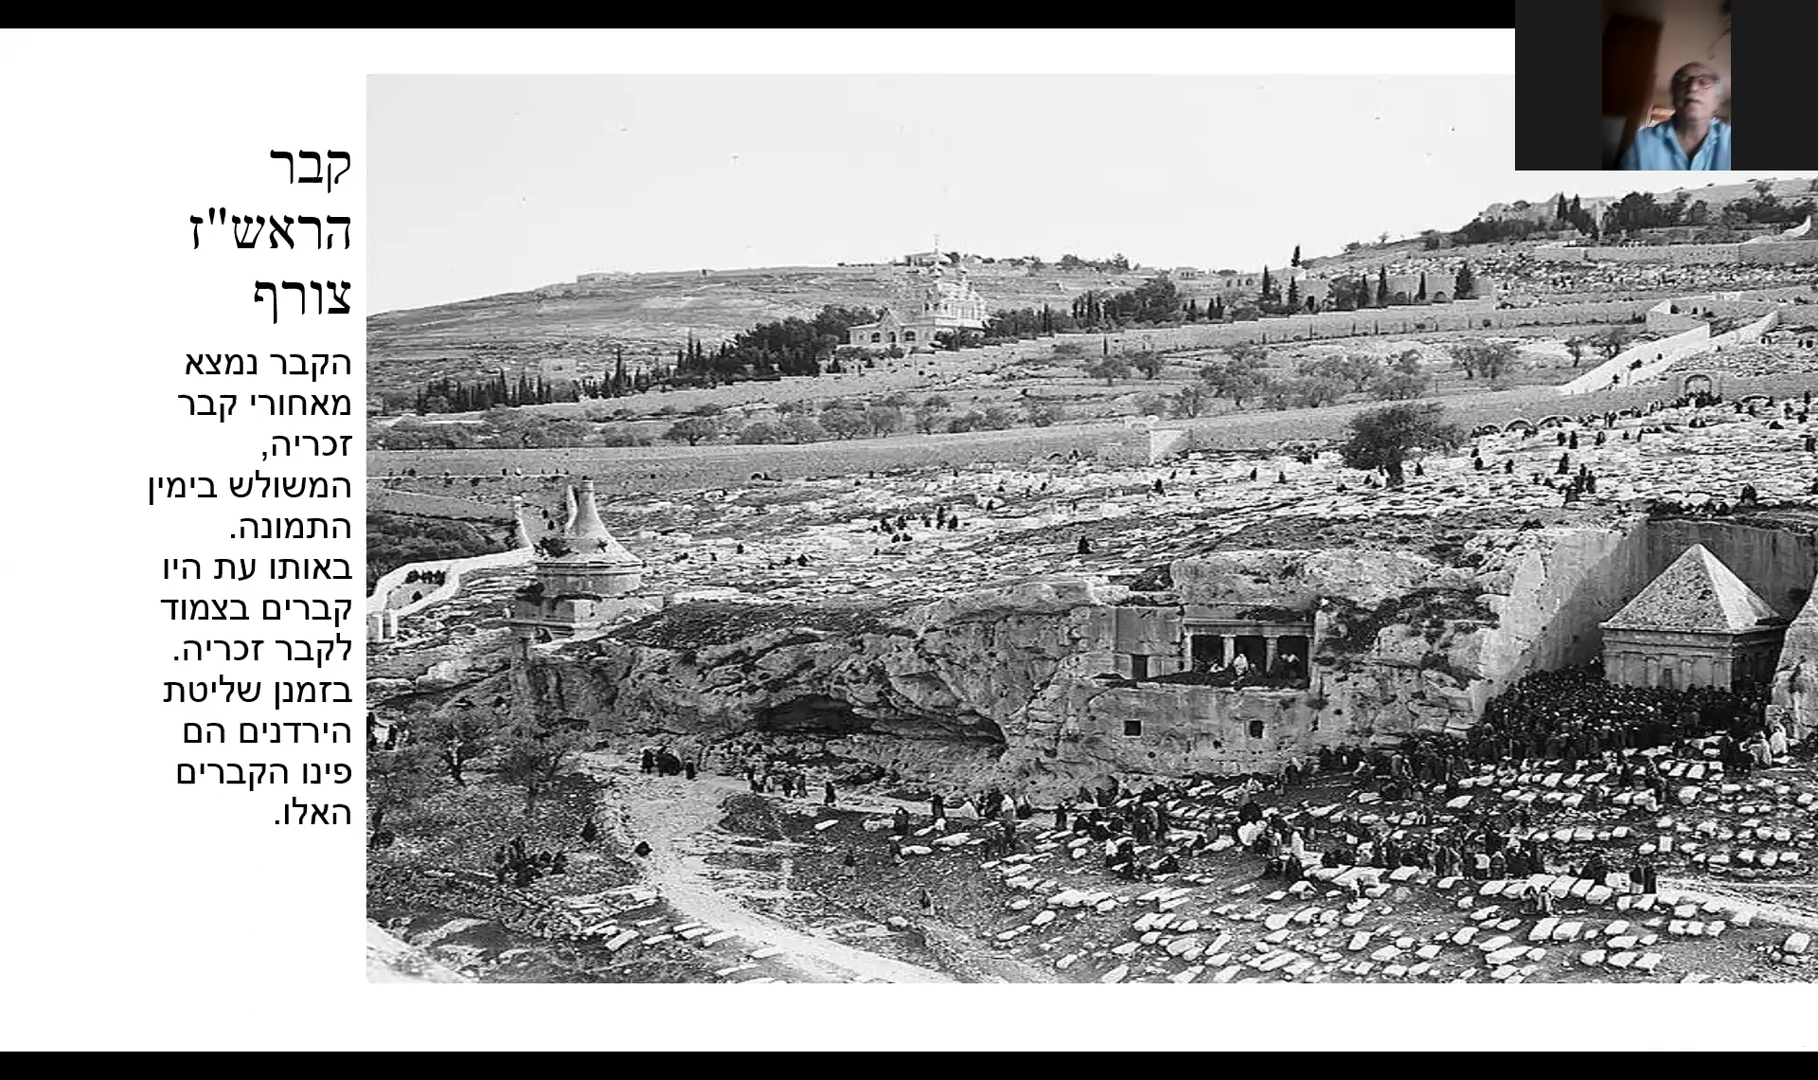 קבר
הראש"ז
צורף
הקבר נמצא
מאחורי קבר
זכריה,
המשולש בימין
התמונה.
באותו עת היו
קברים בצמוד
לקבר זכריה.
בזמנן שליטת
הירדנים הם
פינו הקברים
האלו.